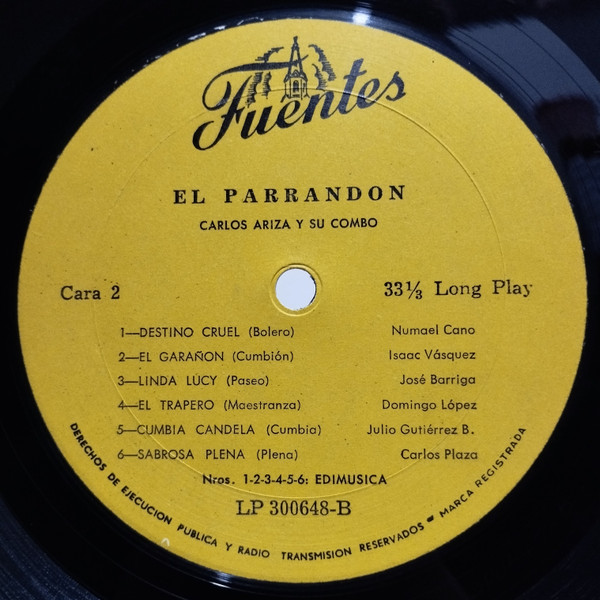 Fuentes
EL PARRANDON
CARLOS ARIZA Y SU COMBO
Cara 2 33⅓ Long Play
1—DESTINO CRUEL (Bolero) Numael Cano
2—EL GARAÑON (Cumbión) Isaac Vásquez
3—LINDA LUCY (Paseo) José Barriga
4—EL TRAPERO (Maestranza) Domingo López
5—CUMBIA CANDELA (Cumbia) Julio Gutiérrez B.
6—SABROSA PLENA (Plena) Carlos Plaza
Nros. 1-2-3-4-5-6: EDIMUSICA
LP 300648-B
DERECHOS DE EJECUCION PUBLICA Y RADIO TRANSMISION RESERVADOS - MARCA REGISTRADA